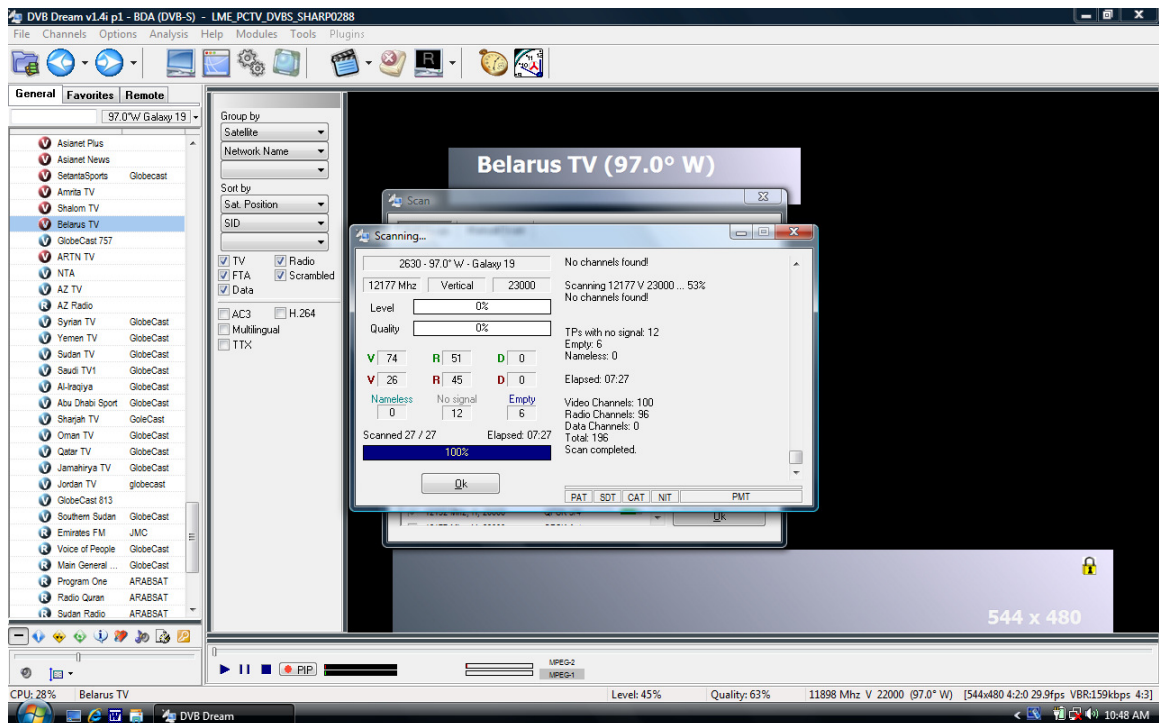 DVB Dream v1.4i p1 - BDA (DVB-S) - LME_PCTV_DVBS_SHARP0288
File Channels Options Analysis Help Modules Tools Plugins
General Favorites Remote
97.0°W Galaxy 19
Asianet Plus
Asianet News
SetantaSports Globecast
Amrita TV
Shalom TV
Belarus TV
GlobeCast 757
ARTN TV
NTA
AZ TV
AZ Radio
Syrian TV GlobeCast
Yemen TV GlobeCast
Sudan TV GlobeCast
Saudi TV1 GlobeCast
Al-Iraqiya GlobeCast
Abu Dhabi Sport GlobeCast
Sharjah TV GoleCast
Oman TV GlobeCast
Qatar TV GlobeCast
Jamahirya TV GlobeCast
Jordan TV globecast
GlobeCast 813
Southern Sudan GlobeCast
Emirates FM JMC
Voice of People GlobeCast
Main General ... GlobeCast
Program One ARABSAT
Radio Quran ARABSAT
Sudan Radio ARABSAT
Group by
Satellite
Network Name
Sort by
Sat. Position
SID
TV Radio
FTA Scrambled
Data
AC3 H.264
Multilingual
TTX
Belarus TV (97.0° W)
Scan
Scanning...
2630 - 97.0° W - Galaxy 19
12177 Mhz Vertical 23000
Level 0%
Quality 0%
V 74 R 51 D 0
V 26 R 45 D 0
Nameless No signal Empty
0 12 6
Scanned 27 / 27 Elapsed: 07:27
100%
Ok
No channels found!
Scanning 12177 V 23000 ... 53%
No channels found!
TPs with no signal: 12
Empty: 6
Nameless: 0
Elapsed: 07:27
Video Channels: 100
Radio Channels: 96
Data Channels: 0
Total: 196
Scan completed.
PAT SDT CAT NIT PMT
Ok
544 x 480
PIP
MPEG-2
MPEG-1
CPU: 28% Belarus TV Level: 45% Quality: 63% 11898 Mhz V 22000 (97.0° W) [544x480 4:2:0 29.9fps VBR:159kbps 4:3]
DVB Dream 10:48 AM